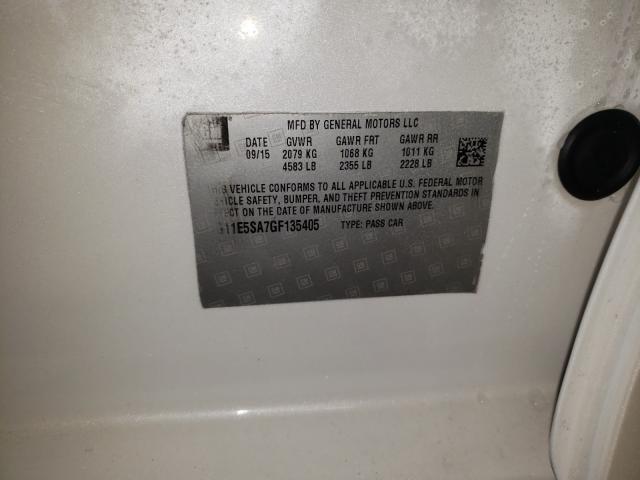 MFD BY GENERAL MOTORS LLC
DATE GVWR GAWR FRT GAWR RR
09/15 2079 KG 1068 KG 1011 KG
4583 LB 2355 LB 2228 LB
VEHICLE CONFORMS TO ALL APPLICABLE U.S. FEDERAL MOTOR
VEHICLE SAFETY, BUMPER, AND THEFT PREVENTION STANDARDS IN
ON THE DATE OF MANUFACTURE SHOWN ABOVE.
11E5SA7GF135405 TYPE: PASS CAR